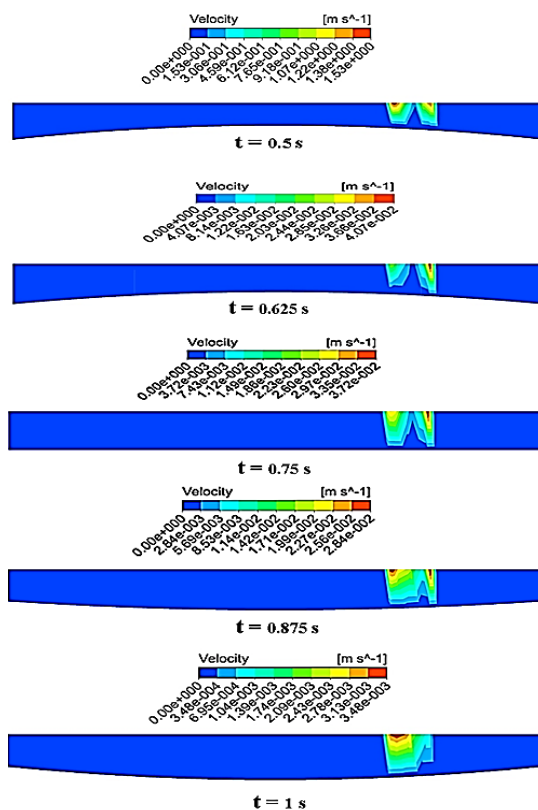 Velocity [m s^-1]
0.00e+000 1.53e-001 3.06e-001 4.59e-001 6.12e-001 7.65e-001 9.18e-001 1.07e+000 1.22e+000 1.38e+000 1.53e+000
t = 0.5 s
Velocity [m s^-1]
0.00e+000 4.07e-003 8.14e-003 1.22e-002 1.63e-002 2.03e-002 2.44e-002 2.85e-002 3.26e-002 3.66e-002 4.07e-002
t = 0.625 s
Velocity [m s^-1]
0.00e+000 3.72e-003 7.43e-003 1.12e-002 1.49e-002 1.86e-002 2.23e-002 2.60e-002 2.97e-002 3.35e-002 3.72e-002
t = 0.75 s
Velocity [m s^-1]
0.00e+000 2.84e-003 5.69e-003 8.53e-003 1.14e-002 1.42e-002 1.71e-002 1.99e-002 2.27e-002 2.56e-002 2.84e-002
t = 0.875 s
Velocity [m s^-1]
0.00e+000 3.48e-004 6.95e-004 1.04e-003 1.39e-003 1.74e-003 2.09e-003 2.43e-003 2.78e-003 3.13e-003 3.48e-003
t = 1 s